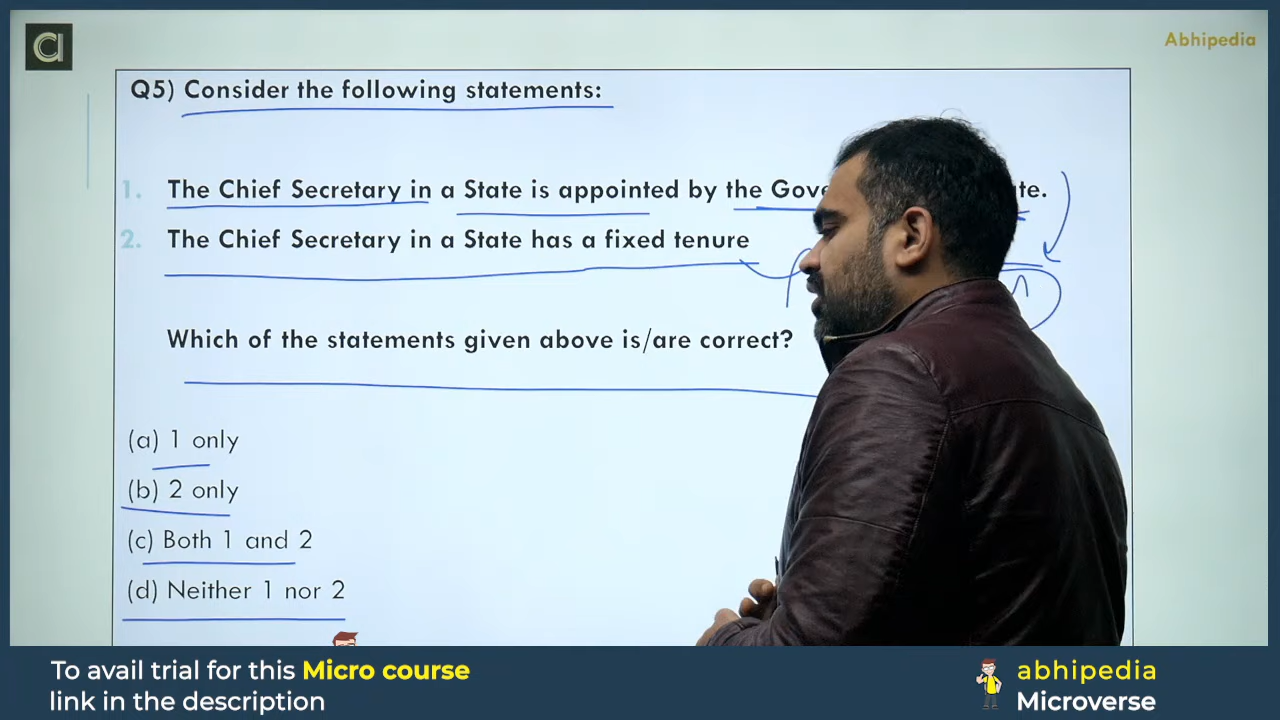 Abhipedia
Q5) Consider the following statements:
1. The Chief Secretary in a State is appointed by the
2. The Chief Secretary in a State has a fixed tenure
Which of the statements given above is/are correct?
(a) 1 only
(b) 2 only
(c) Both 1 and 2
(d) Neither 1 nor 2
To avail trial for this Micro course
link in the description
abhipedia
Microverse